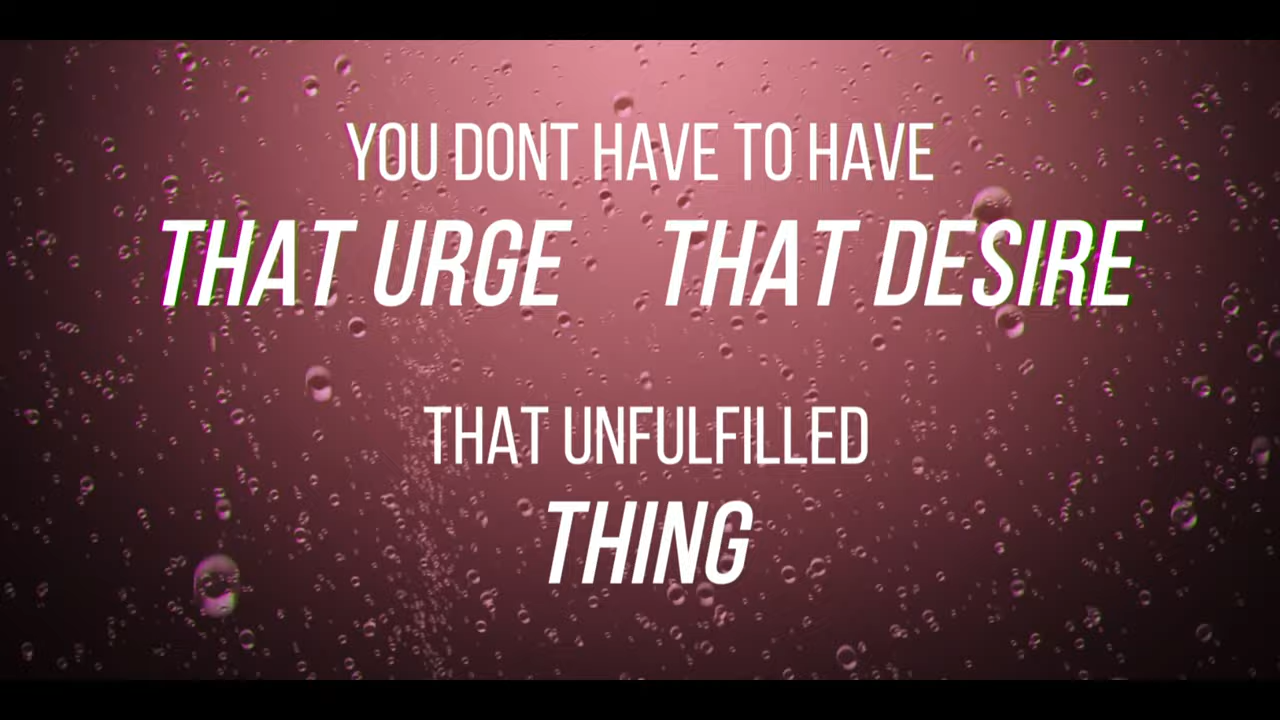 YOU DONT HAVE TO HAVE
THAT URGE THAT DESIRE
THAT UNFULFILLED
THING